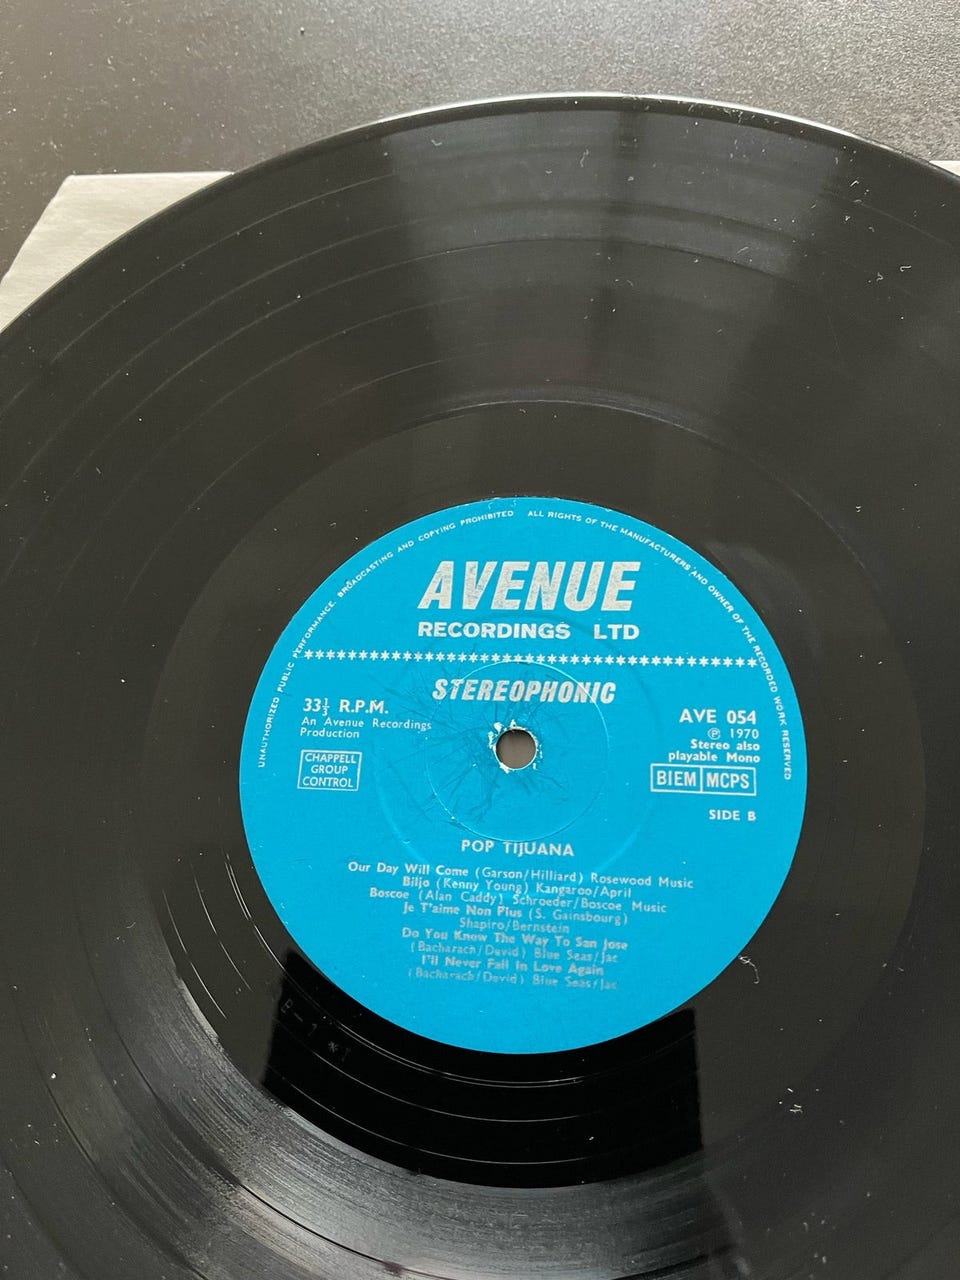 UNAUTHORIZED PUBLIC PERFORMANCE, BROADCASTING AND COPYING PROHIBITED ALL RIGHTS OF THE MANUFACTURERS AND OWNER OF THE RECORDED WORK RESERVED
AVENUE
RECORDINGS LTD
STEREOPHONIC
33⅓ R.P.M.
An Avenue Recordings
Production
CHAPPELL
GROUP
CONTROL
AVE 054
℗ 1970
Stereo also
playable Mono
BIEM MCPS
SIDE B
POP TIJUANA
Our Day Will Come (Garson/Hilliard) Rosewood Music
Biljo (Kenny Young) Kangaroo/April
Boscoe (Alan Caddy) Schroeder/Boscoe Music
Je T'aime Non Plus (S. Gainsbourg)
Shapiro/Bernstein
Do You Know The Way To San Jose
(Bacharach/David) Blue Seas/Jac
I'll Never Fall In Love Again
(Bacharach/David) Blue Seas/Jac